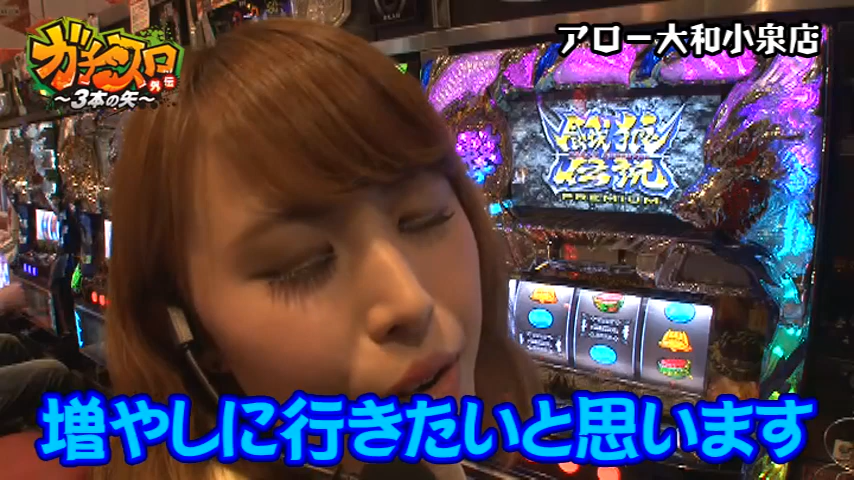 ガチスロ
外伝
～3本の矢～
アロー大和小泉店
餓狼
伝説
PREMIUM
増やしに行きたいと思います